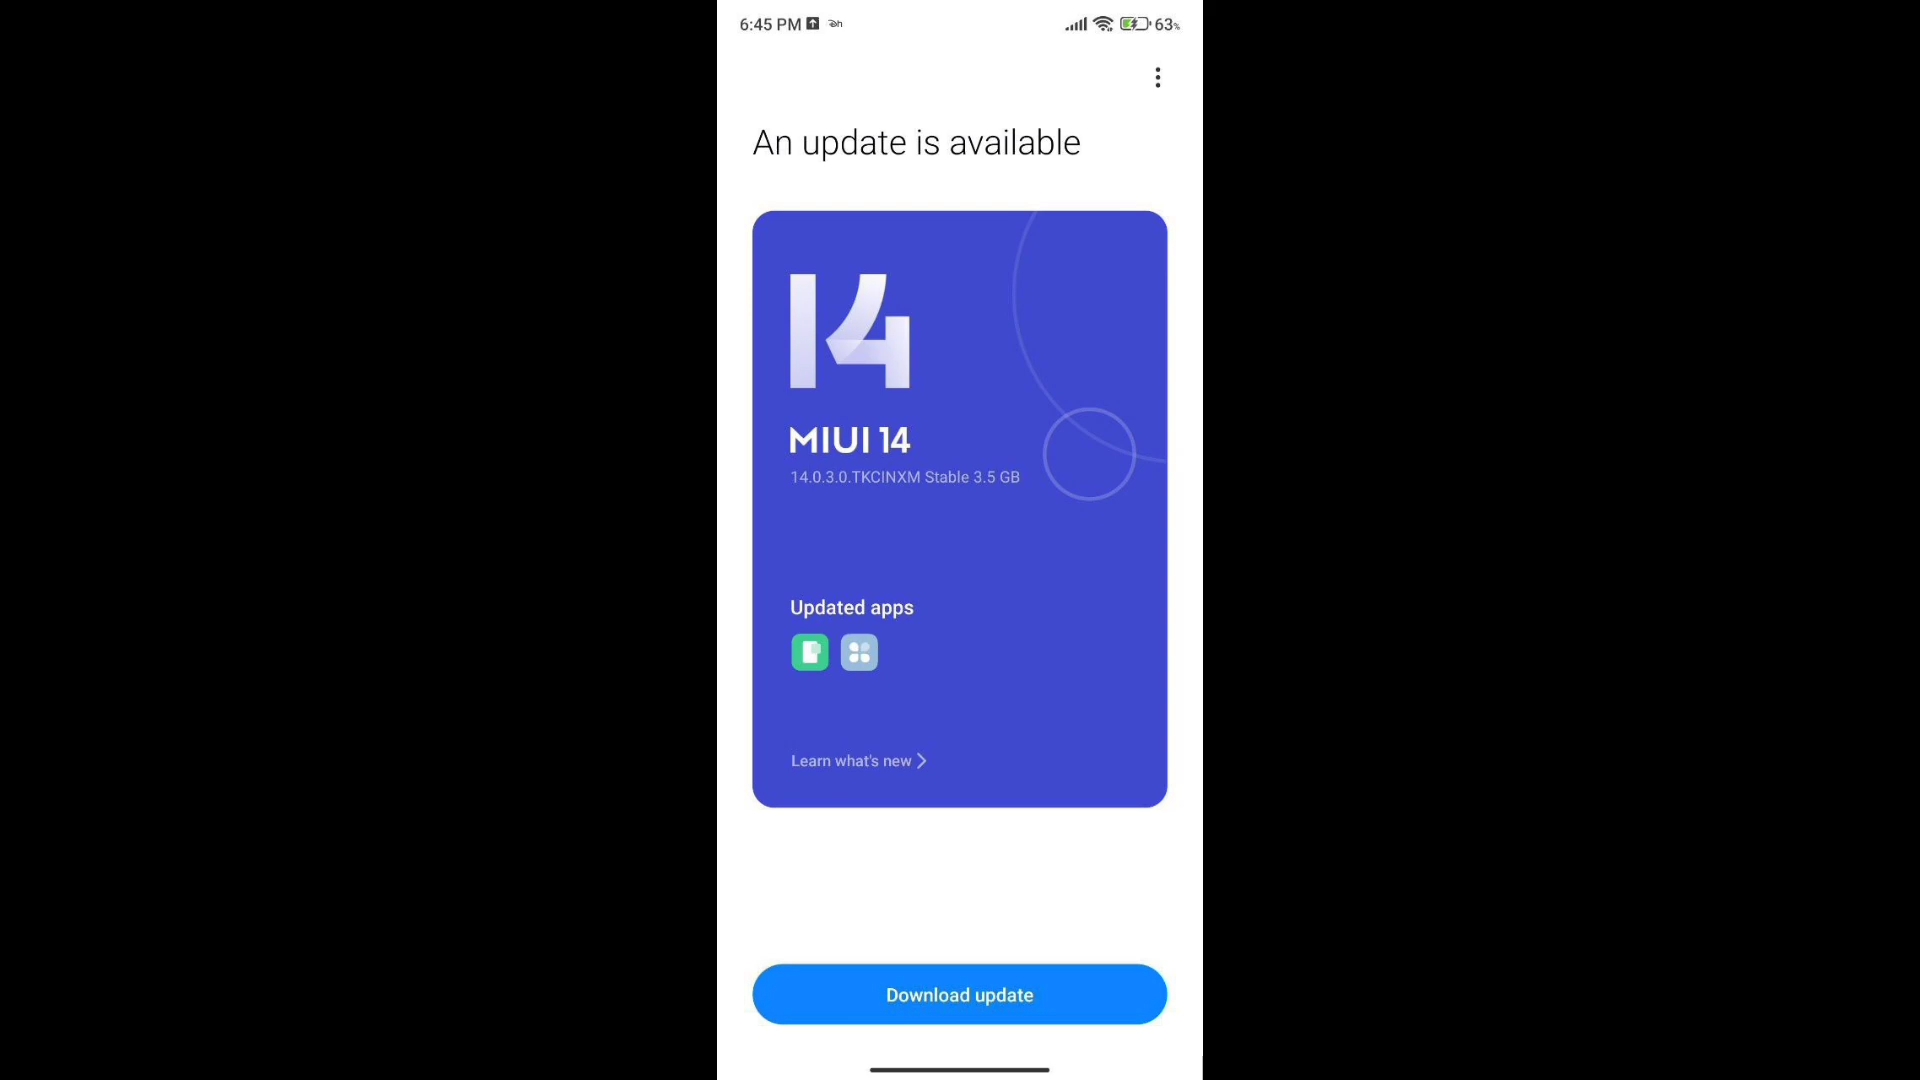 6:45 PM
63%
An update is available
14
MIUI 14
14.0.3.0.TKCINXM Stable 3.5 GB
Updated apps
Learn what's new
Download update